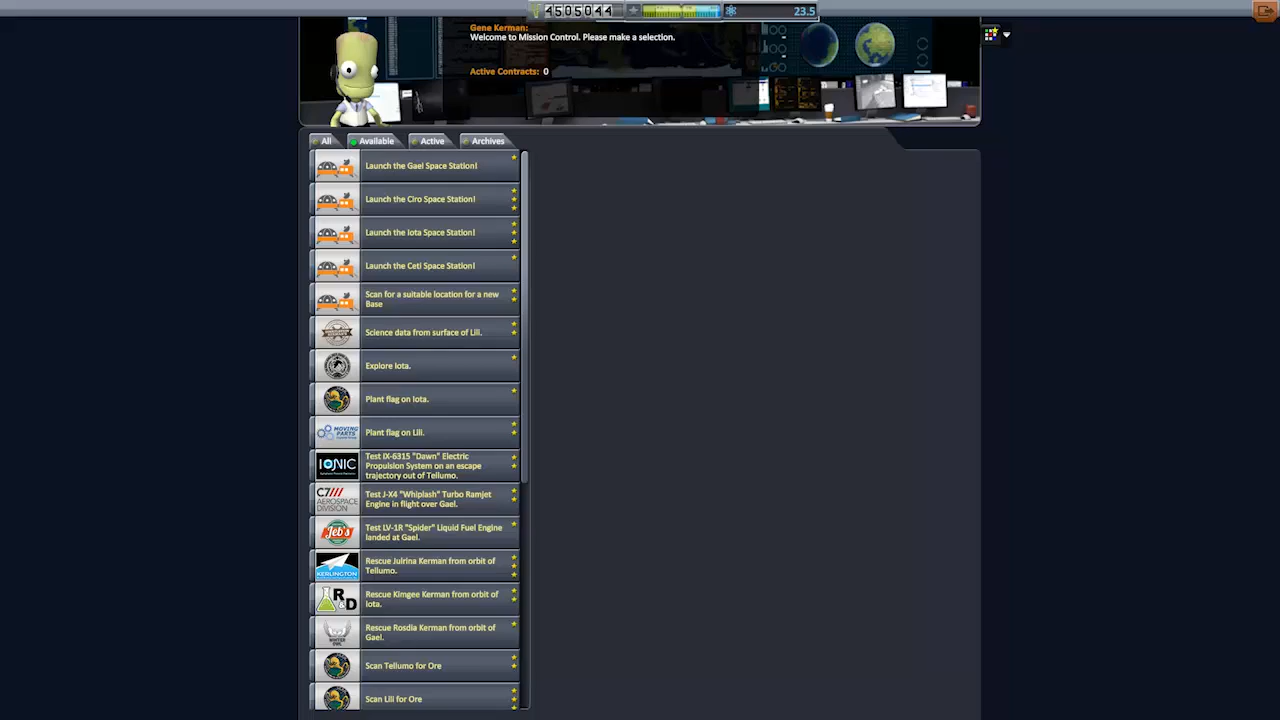 4505044
23.5
Gene Kerman:
Welcome to Mission Control. Please make a selection.
Active Contracts: 0
All
Available
Active
Archives
Launch the Gael Space Station!
Launch the Ciro Space Station!
Launch the Iota Space Station!
Launch the Ceti Space Station!
Scan for a suitable location for a new
Base
Science data from surface of Lili.
Explore Iota.
Plant flag on Iota.
MOVING
PARTS
Plant flag on Lili.
IONIC
Test IX-6315 "Dawn" Electric
Propulsion System on an escape
trajectory out of Tellumo.
C7///
AEROSPACE
DIVISION
Test J-X4 "Whiplash" Turbo Ramjet
Engine in flight over Gael.
Jeb's
Test LV-1R "Spider" Liquid Fuel Engine
landed at Gael.
KERLINGTON
Rescue Julrina Kerman from orbit of
Tellumo.
R&D
Rescue Kimgee Kerman from orbit of
Iota.
WINTER
OWL
Rescue Rosdia Kerman from orbit of
Gael.
Scan Tellumo for Ore
Scan Lili for Ore